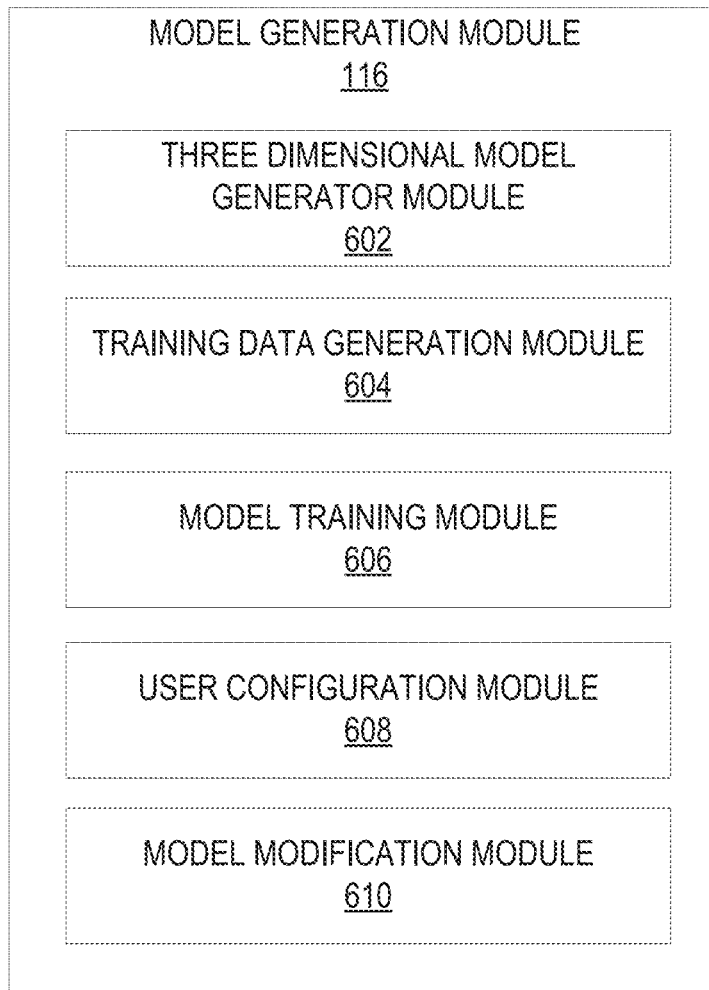 MODEL GENERATION MODULE
116
THREE DIMENSIONAL MODEL
GENERATOR MODULE
602
TRAINING DATA GENERATION MODULE
604
MODEL TRAINING MODULE
606
USER CONFIGURATION MODULE
608
MODEL MODIFICATION MODULE
610